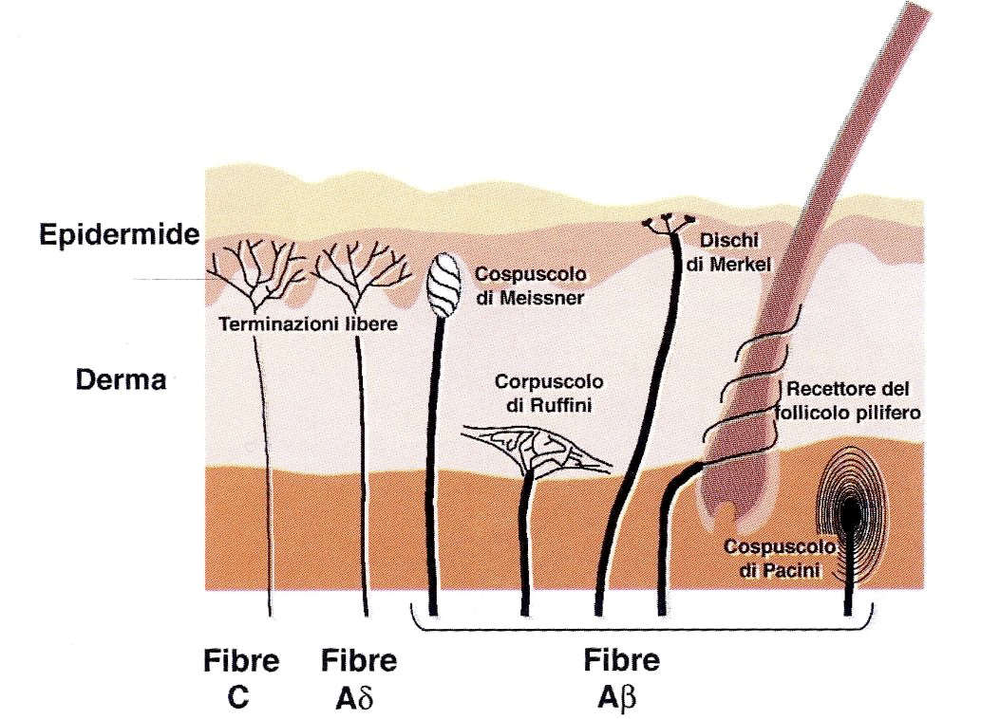 Epidermide
Dischi
di Merkel
Cospuscolo
di Meissner
Terminazioni libere
Derma
Corpuscolo
di Ruffini
Recettore del
follicolo pilifero
Cospuscolo
di Pacini
Fibre
C
Fibre
Aδ
Fibre
Aβ